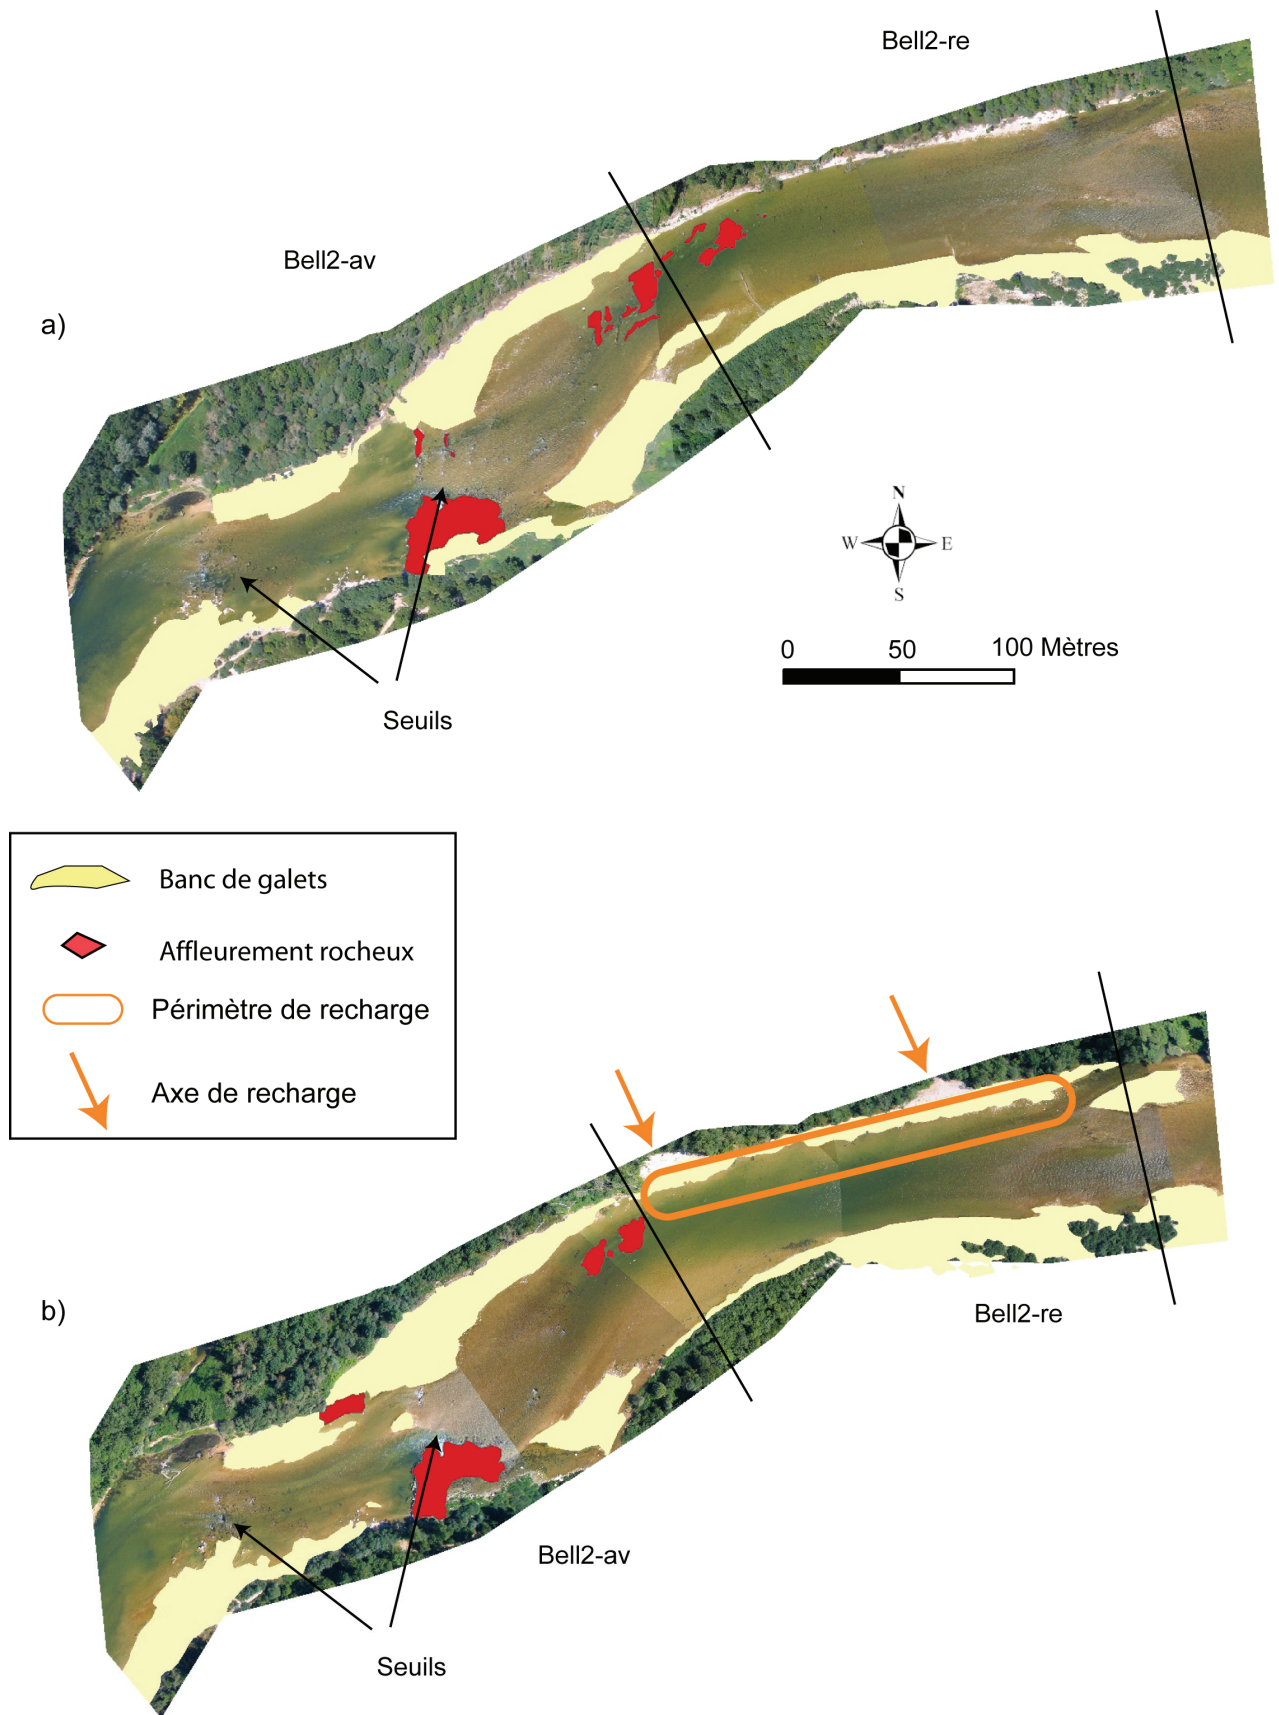 Bell2-re
Bell2-av
a)
N
W E
S
0 50 100 Mètres
Seuils
Banc de galets
Affleurement rocheux
Périmètre de recharge
Axe de recharge
b)
Bell2-re
Bell2-av
Seuils